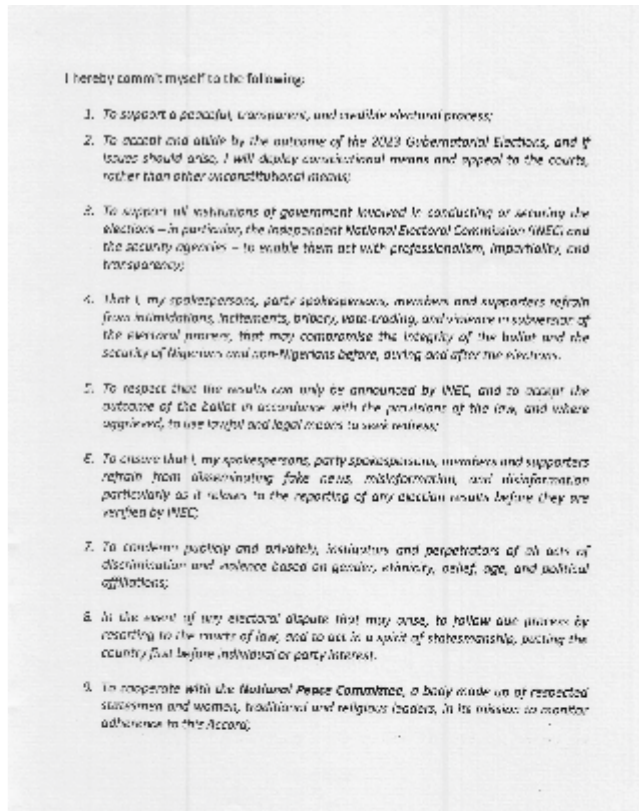 I hereby commit myself to the following:
1. To support a peaceful, transparent, and credible electoral process;
2. To accept and abide by the outcome of the 2023 Gubernatorial Elections, and if
issues should arise, I will deploy constitutional means and appeal to the courts,
rather than other unconstitutional means;
3. To support all institutions of government involved in conducting or securing the
elections – in particular, the Independent National Electoral Commission (INEC) and
the security agencies – to enable them act with professionalism, impartiality, and
transparency;
4. That I, my spokespersons, party spokespersons, members and supporters refrain
from intimidations, incitements, bribery, vote-trading, and violence in subversion of
the electoral process, that may compromise the integrity of the ballot and the
security of Nigerians and non-Nigerians before, during and after the elections.
5. To respect that the results can only be announced by INEC, and to accept the
outcome of the ballot in accordance with the provisions of the law, and where
aggrieved, to use lawful and legal means to seek redress;
6. To ensure that I, my spokespersons, party spokespersons, members and supporters
refrain from disseminating fake news, misinformation, and disinformation
particularly as it relates to the reporting of any election results before they are
verified by INEC;
7. To condemn publicly and privately, instigators and perpetrators of all acts of
discrimination and violence based on gender, ethnicity, belief, age, and political
affiliations;
8. In the event of any electoral dispute that may arise, to follow due process by
resorting to the courts of law, and to act in a spirit of statesmanship, putting the
country first before individual or party interest.
9. To cooperate with the National Peace Committee, a body made up of respected
statesmen and women, traditional and religious leaders, in its mission to monitor
adherence to this Accord;